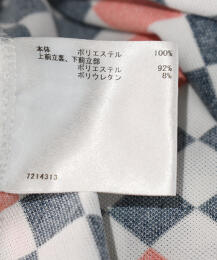 本体 ポリエステル 100%
上前立裏、下前立部
ポリエステル 92%
ポリウレタン 8%
7214313